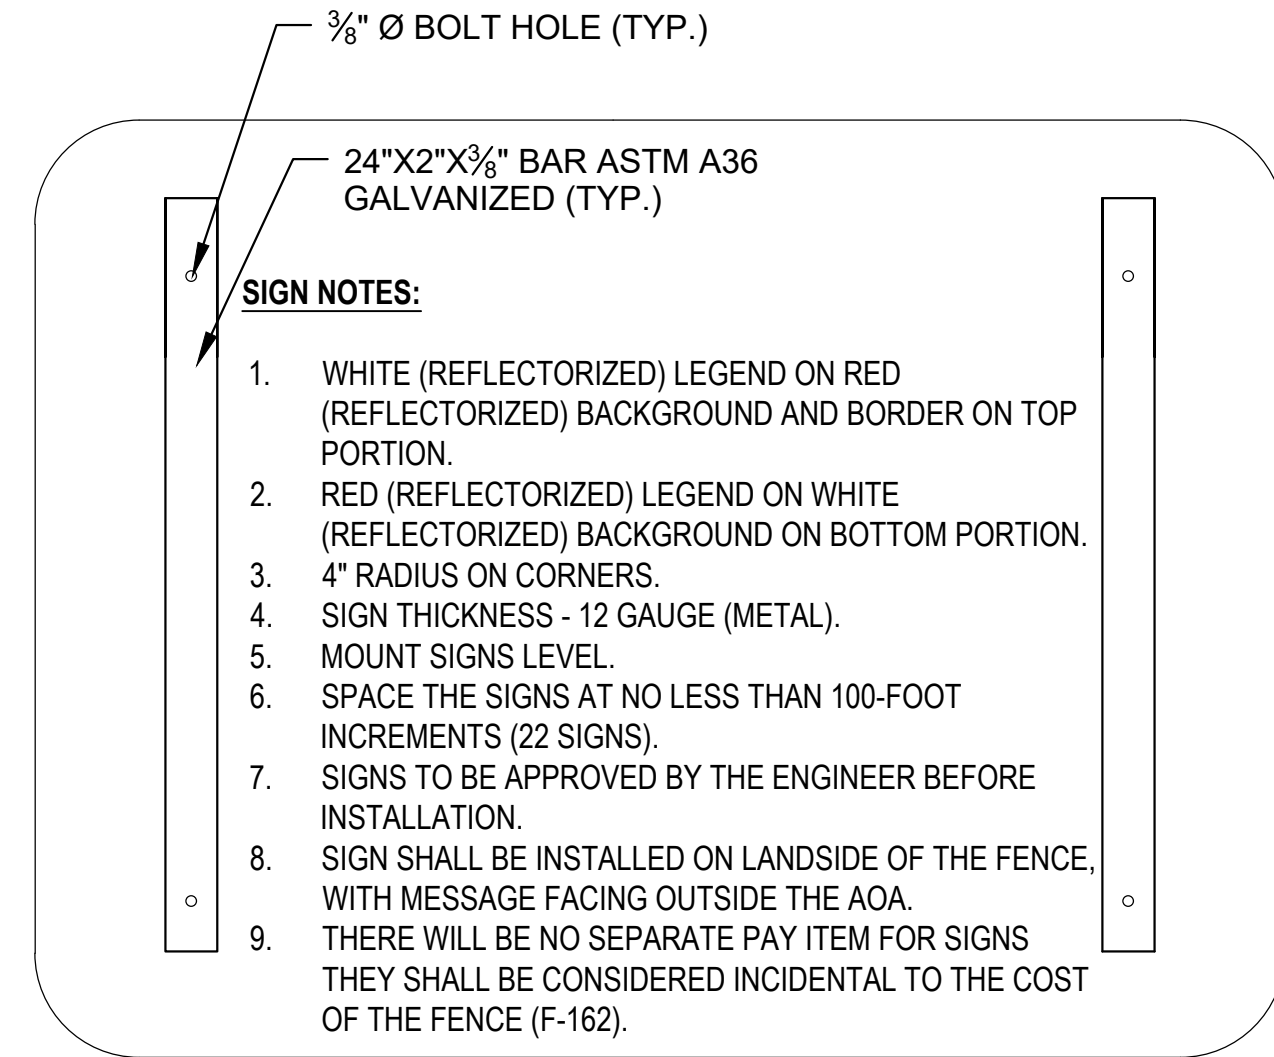 ⅜" Ø BOLT HOLE (TYP.)
24"X2"X⅜" BAR ASTM A36
GALVANIZED (TYP.)
SIGN NOTES:
1. WHITE (REFLECTORIZED) LEGEND ON RED
(REFLECTORIZED) BACKGROUND AND BORDER ON TOP
PORTION.
2. RED (REFLECTORIZED) LEGEND ON WHITE
(REFLECTORIZED) BACKGROUND ON BOTTOM PORTION.
3. 4" RADIUS ON CORNERS.
4. SIGN THICKNESS - 12 GAUGE (METAL).
5. MOUNT SIGNS LEVEL.
6. SPACE THE SIGNS AT NO LESS THAN 100-FOOT
INCREMENTS (22 SIGNS).
7. SIGNS TO BE APPROVED BY THE ENGINEER BEFORE
INSTALLATION.
8. SIGN SHALL BE INSTALLED ON LANDSIDE OF THE FENCE,
WITH MESSAGE FACING OUTSIDE THE AOA.
9. THERE WILL BE NO SEPARATE PAY ITEM FOR SIGNS
THEY SHALL BE CONSIDERED INCIDENTAL TO THE COST
OF THE FENCE (F-162).